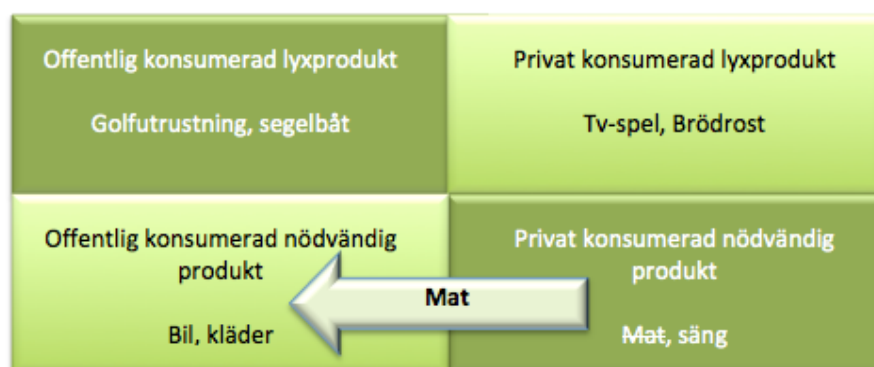 Offentlig konsumerad lyxprodukt
Golfutrustning, segelbåt
Privat konsumerad lyxprodukt
Tv-spel, Brödrost
Offentlig konsumerad nödvändig
produkt
Bil, kläder
Mat
Privat konsumerad nödvändig
produkt
Mat, säng